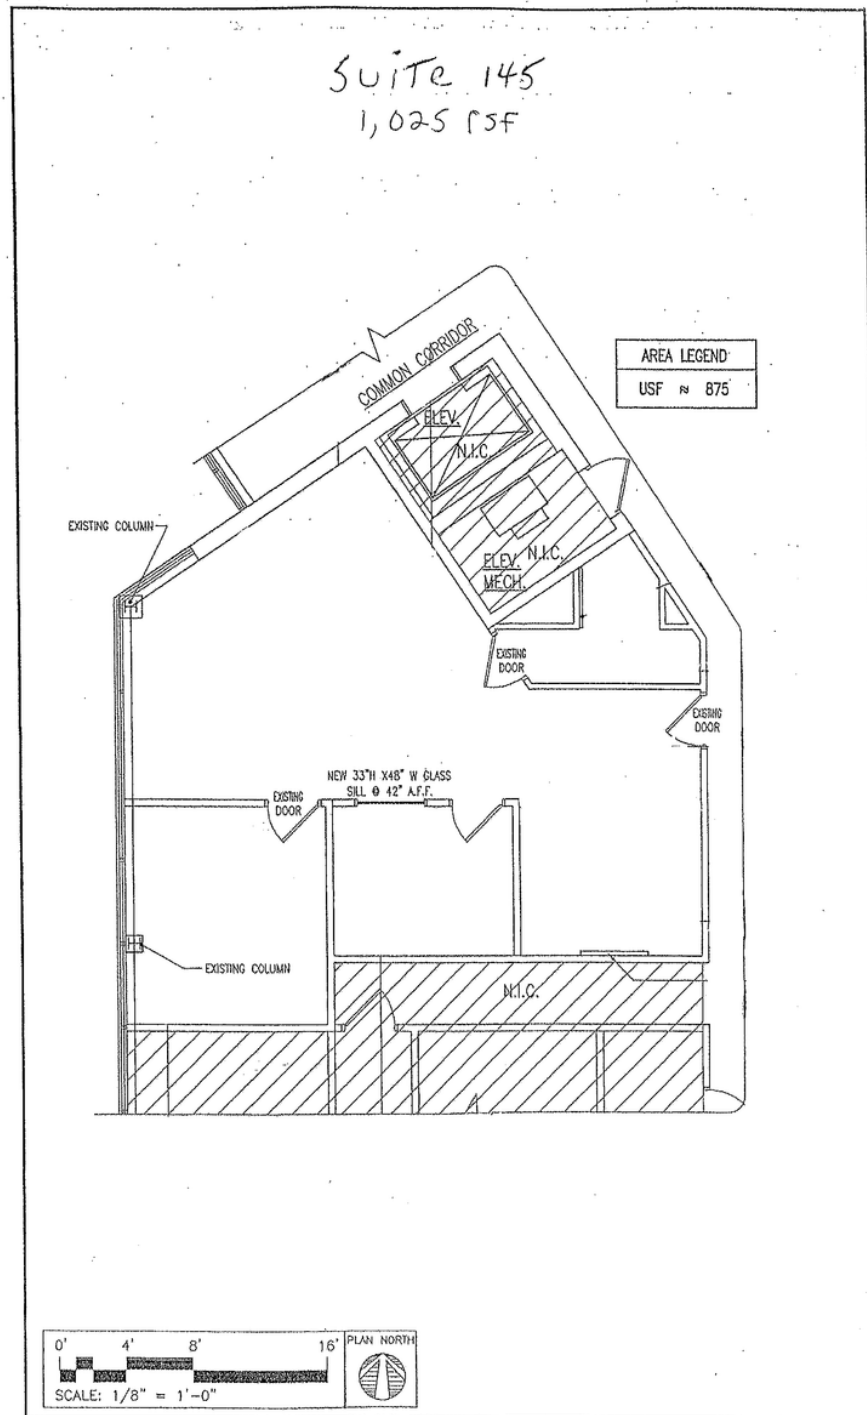 Suite 145
1,025 rsf
COMMON CORRIDOR
AREA LEGEND
USF ≈ 875
ELEV.
N.I.C.
EXISTING COLUMN
ELEV.
MECH.
N.I.C.
EXISTING
DOOR
EXISTING
DOOR
NEW 33"H X48" W GLASS
SILL @ 42" A.F.F.
EXISTING
DOOR
EXISTING COLUMN
N.I.C.
0' 4' 8' 16'
SCALE: 1/8" = 1'-0"
PLAN NORTH